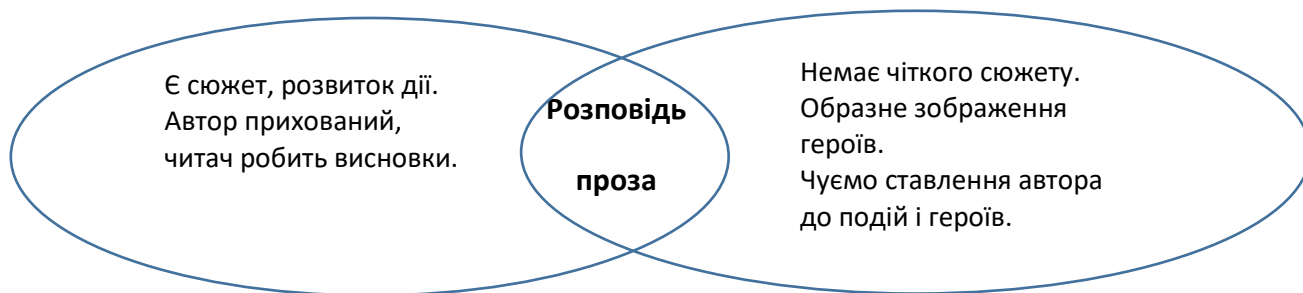 Є сюжет, розвиток дії.
Автор прихований,
читач робить висновки.
Розповідь
проза
Немає чіткого сюжету.
Образне зображення
героїв.
Чуємо ставлення автора
до подій і героїв.